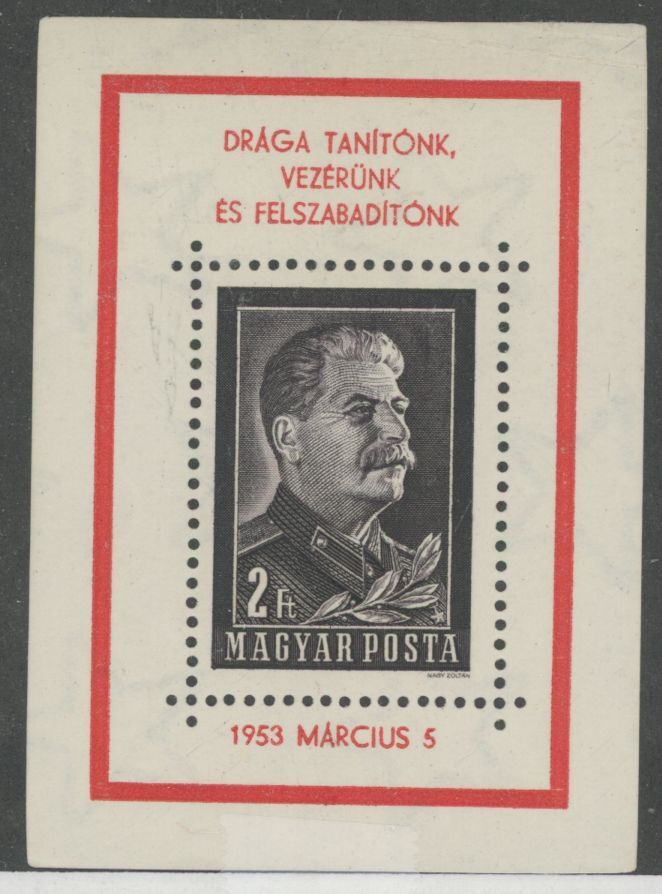 DRÁGA TANÍTÓNK,
VEZÉRÜNK
ÉS FELSZABADÍTÓNK
2 Ft
MAGYAR POSTA
NAGY ZOLTÁN
1953 MÁRCIUS 5